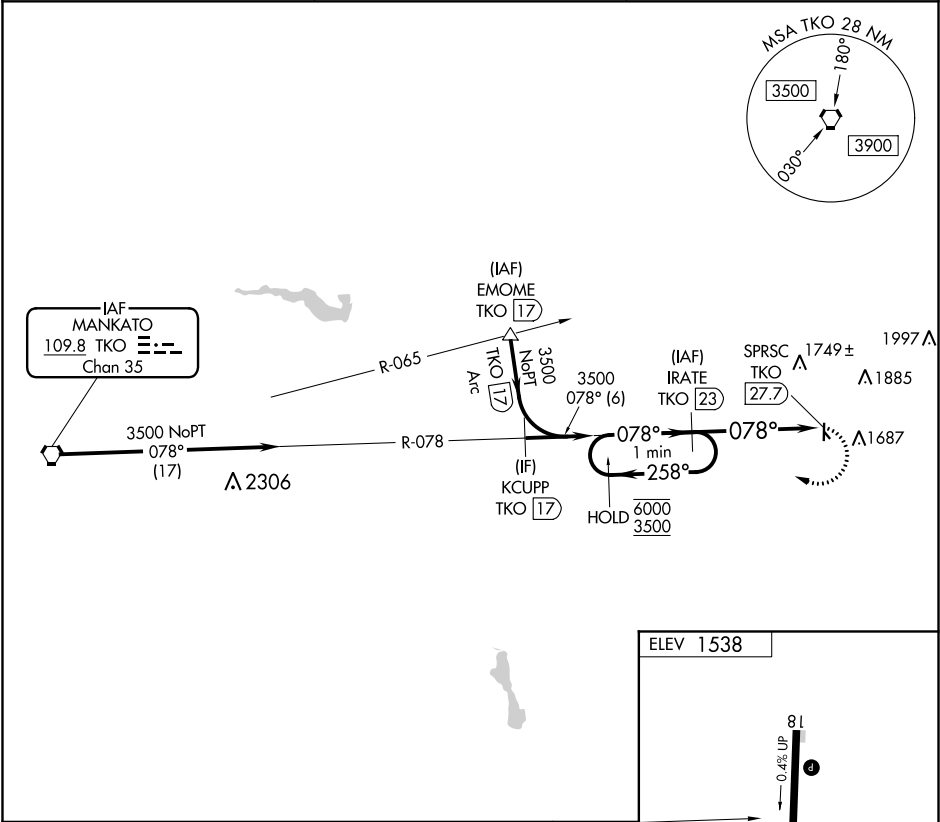 MSA TKO 28 NM
180°
3500
3900
030°
IAF
MANKATO
109.8 TKO
Chan 35
(IAF)
EMOME
TKO 17
R-065
TKO 17
Arc
3500
NoPT
3500
078° (6)
(IAF)
IRATE
TKO 23
SPRSC
TKO
27.7
1749±
1997
1885
1687
3500 NoPT
078°
(17)
2306
R-078
078°
1 min
258°
078°
(IF)
KCUPP
TKO 17
HOLD 6000
3500
ELEV 1538
18
0.4% UP
P